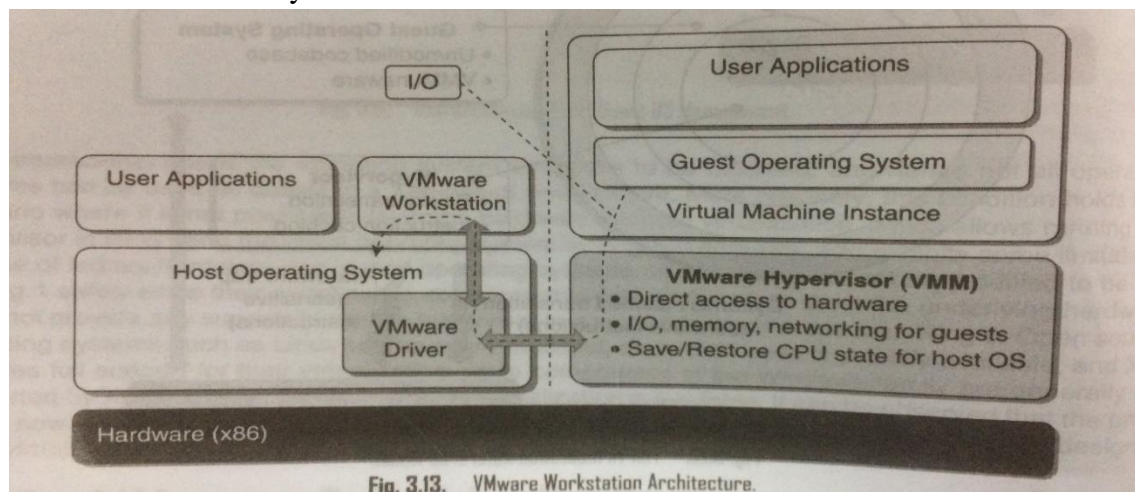 I/O
User Applications
VMware
Workstation
Host Operating System
VMware
Driver
User Applications
Guest Operating System
Virtual Machine Instance
VMware Hypervisor (VMM)
• Direct access to hardware
• I/O, memory, networking for guests
• Save/Restore CPU state for host OS
Hardware (x86)
Fig. 3.13. VMware Workstation Architecture.